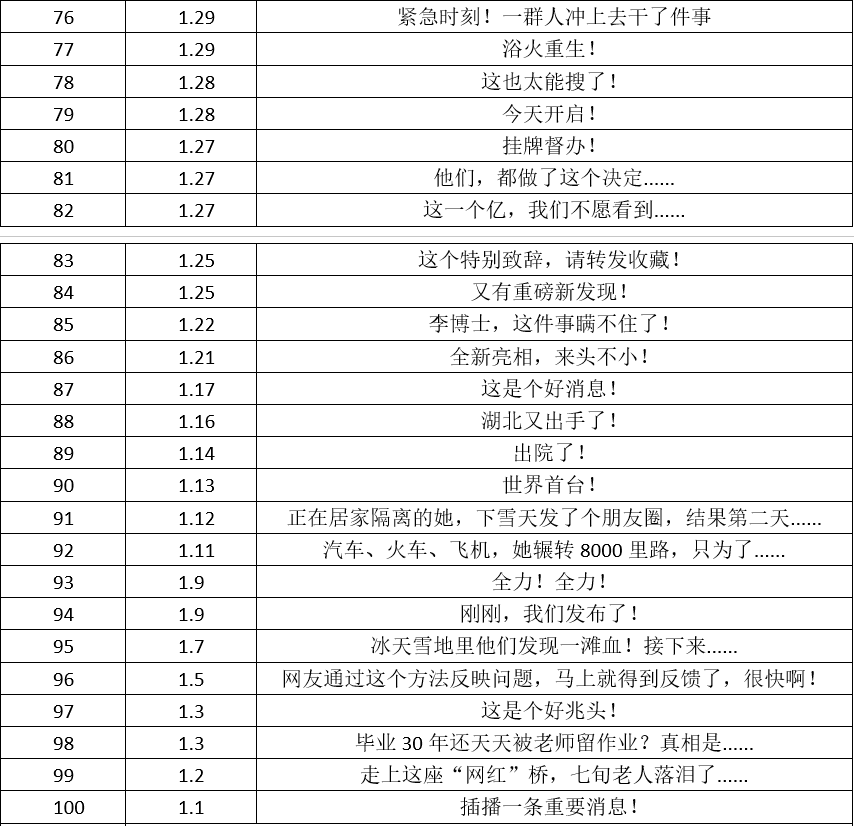 76 1.29 紧急时刻！一群人冲上去干了件事
77 1.29 浴火重生！
78 1.28 这也太能搜了！
79 1.28 今天开启！
80 1.27 挂牌督办！
81 1.27 他们，都做了这个决定……
82 1.27 这一个亿，我们不愿看到……
83 1.25 这个特别致辞，请转发收藏！
84 1.25 又有重磅新发现！
85 1.22 李博士，这件事瞒不住了！
86 1.21 全新亮相，来头不小！
87 1.17 这是个好消息！
88 1.16 湖北又出手了！
89 1.14 出院了！
90 1.13 世界首台！
91 1.12 正在居家隔离的她，下雪天发了个朋友圈，结果第二天……
92 1.11 汽车、火车、飞机，她辗转 8000 里路，只为了……
93 1.9 全力！全力！
94 1.9 刚刚，我们发布了！
95 1.7 冰天雪地里他们发现一滩血！接下来……
96 1.5 网友通过这个方法反映问题，马上就得到反馈了，很快啊！
97 1.3 这是个好兆头！
98 1.3 毕业 30 年还天天被老师留作业？真相是……
99 1.2 走上这座“网红”桥，七旬老人落泪了……
100 1.1 插播一条重要消息！